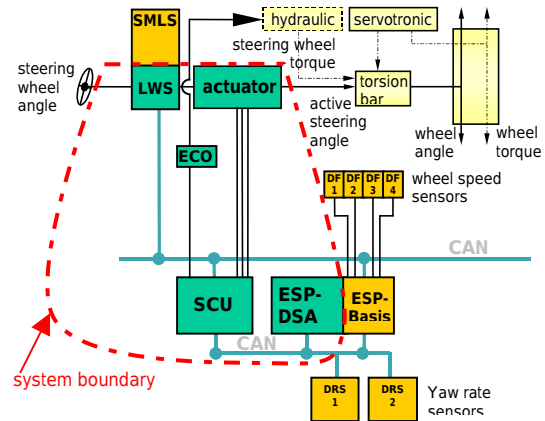 SMLS
hydraulic
servotronic
steering wheel
torque
steering
wheel
angle
LWS
actuator
torsion
bar
active
steering
angle
wheel
angle
wheel
torque
ECO
DF
1
DF
2
DF
3
DF
4
wheel speed
sensors
CAN
SCU
ESP-
DSA
ESP-
Basis
CAN
system boundary
DRS
1
DRS
2
Yaw rate
sensors